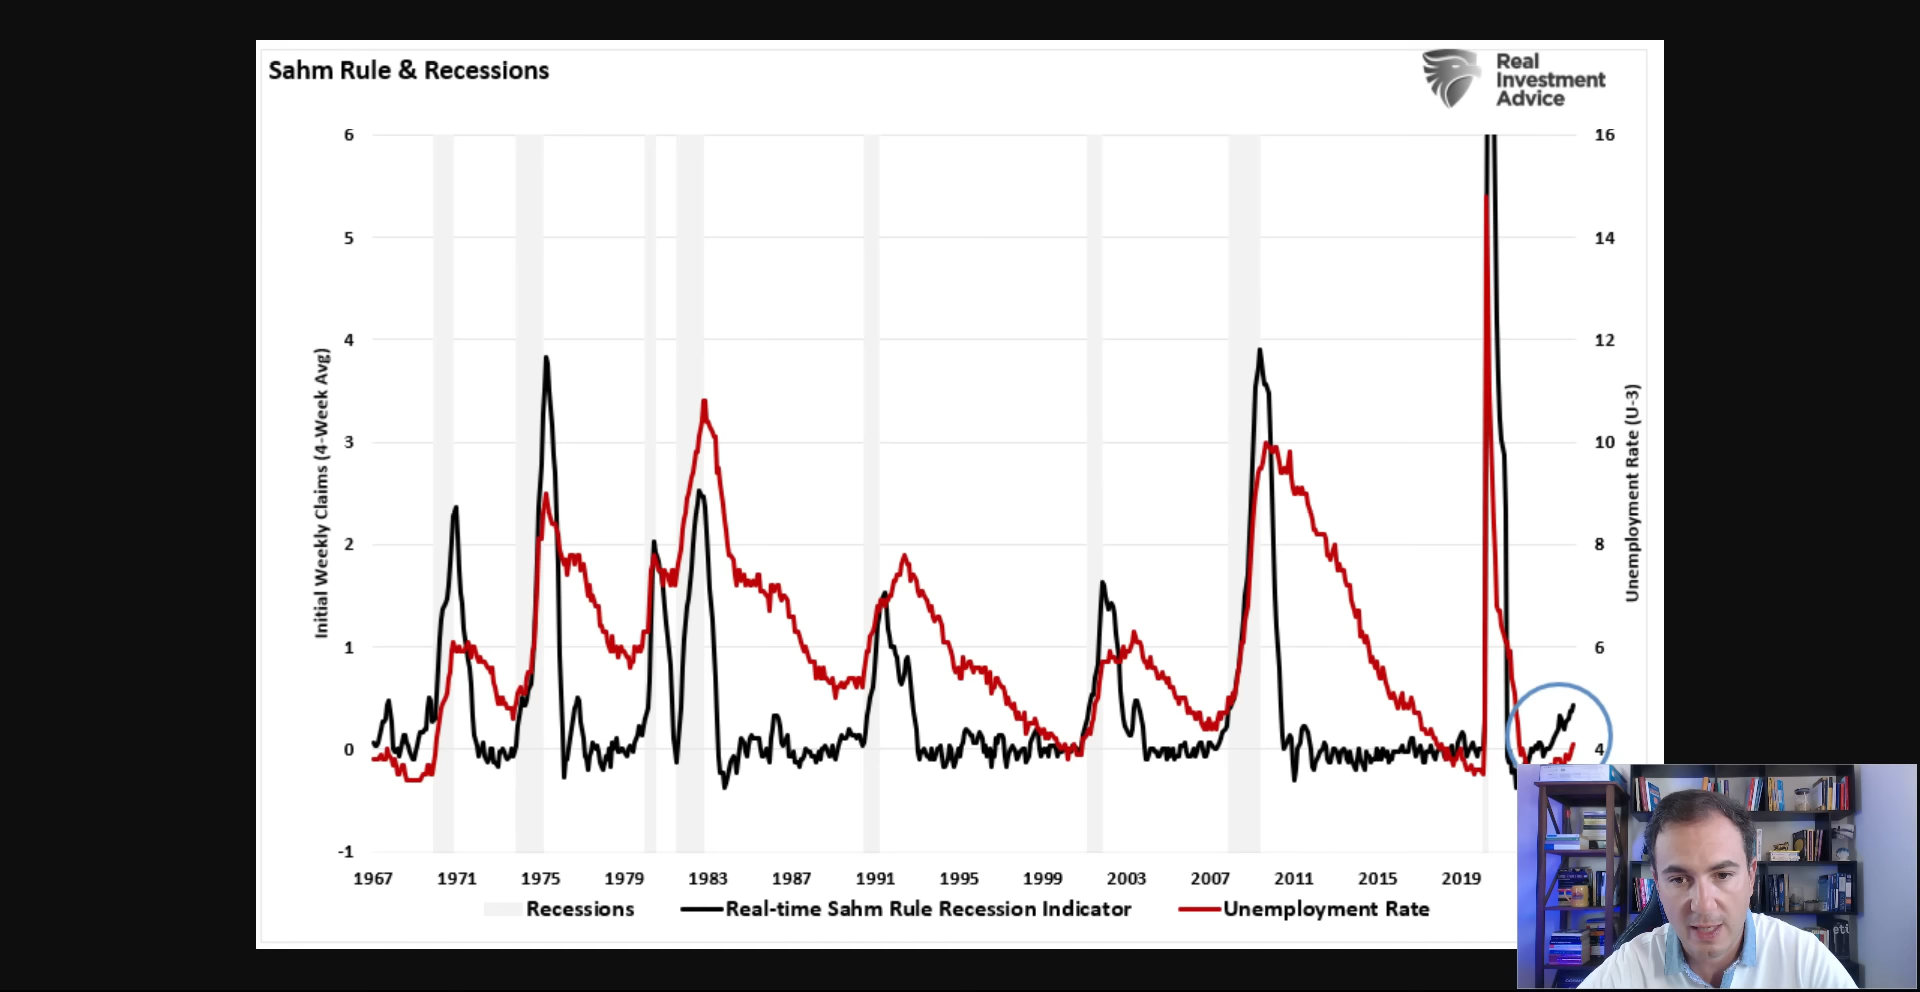 Sahm Rule & Recessions
Real
Investment
Advice
6
5
4
3
2
1
0
-1
Initial Weekly Claims (4-Week Avg)
16
14
12
10
8
6
4
Unemployment Rate (U-3)
1967 1971 1975 1979 1983 1987 1991 1995 1999 2003 2007 2011 2015 2019
Recessions Real-time Sahm Rule Recession Indicator Unemployment Rate
eti